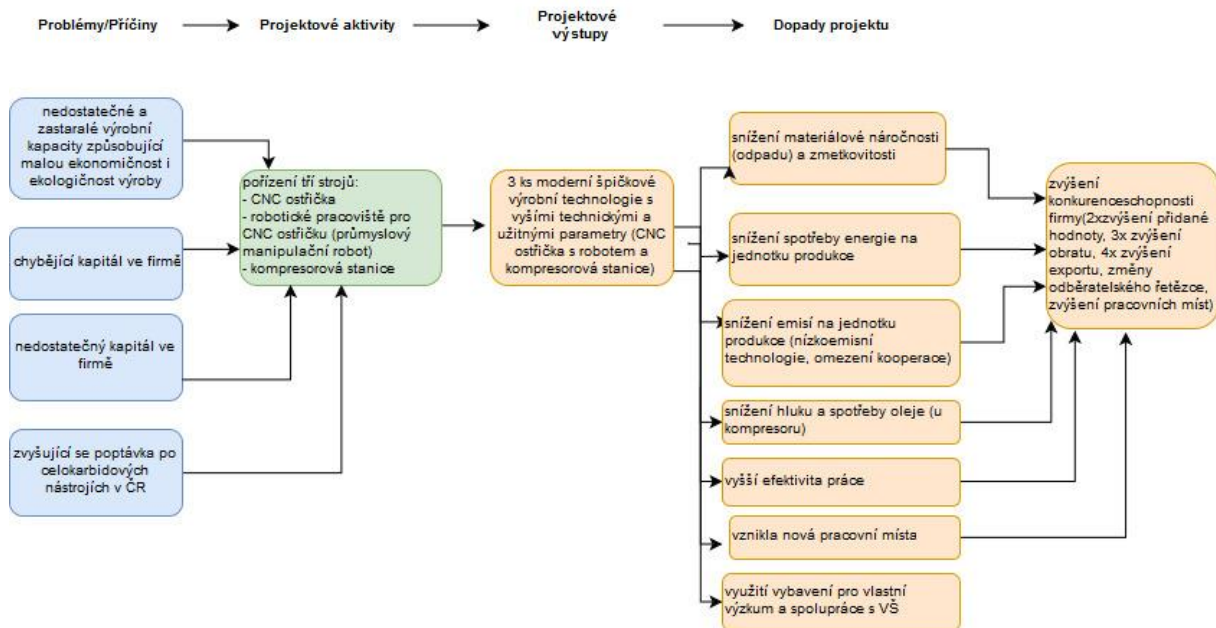 Problémy/Příčiny
Projektové aktivity
Projektové
výstupy
Dopady projektu
nedostatečné a
zastaralé výrobní
kapacity způsobující
malou ekonomičnost i
ekologičnost výroby
chybějící kapitál ve firmě
nedostatečný kapitál ve
firmě
zvyšující se poptávka po
celokarbidových
nástrojích v ČR
pořízení tří strojů:
- CNC ostřička
- robotické pracoviště pro
CNC ostřičku (průmyslový
manipulační robot)
- kompresorová stanice
3 ks moderní špičkové
výrobní technologie s
vyšími technickými a
užitnými parametry (CNC
ostřička s robotem a
kompresorová stanice)
snížení materiálové náročnosti
(odpadu) a zmetkovitosti
snížení spotřeby energie na
jednotku produkce
snížení emisí na jednotku
produkce (nízkoemisní
technologie, omezení kooperace)
snížení hluku a spotřeby oleje (u
kompresoru)
vyšší efektivita práce
vznikla nová pracovní místa
využití vybavení pro vlastní
výzkum a spolupráce s VŠ
zvýšení
konkurenceschopnosti
firmy(2xzvýšení přidané
hodnoty, 3x zvýšení
obratu, 4x zvýšení
exportu, změny
odběratelského řetězce,
zvýšení pracovních míst)